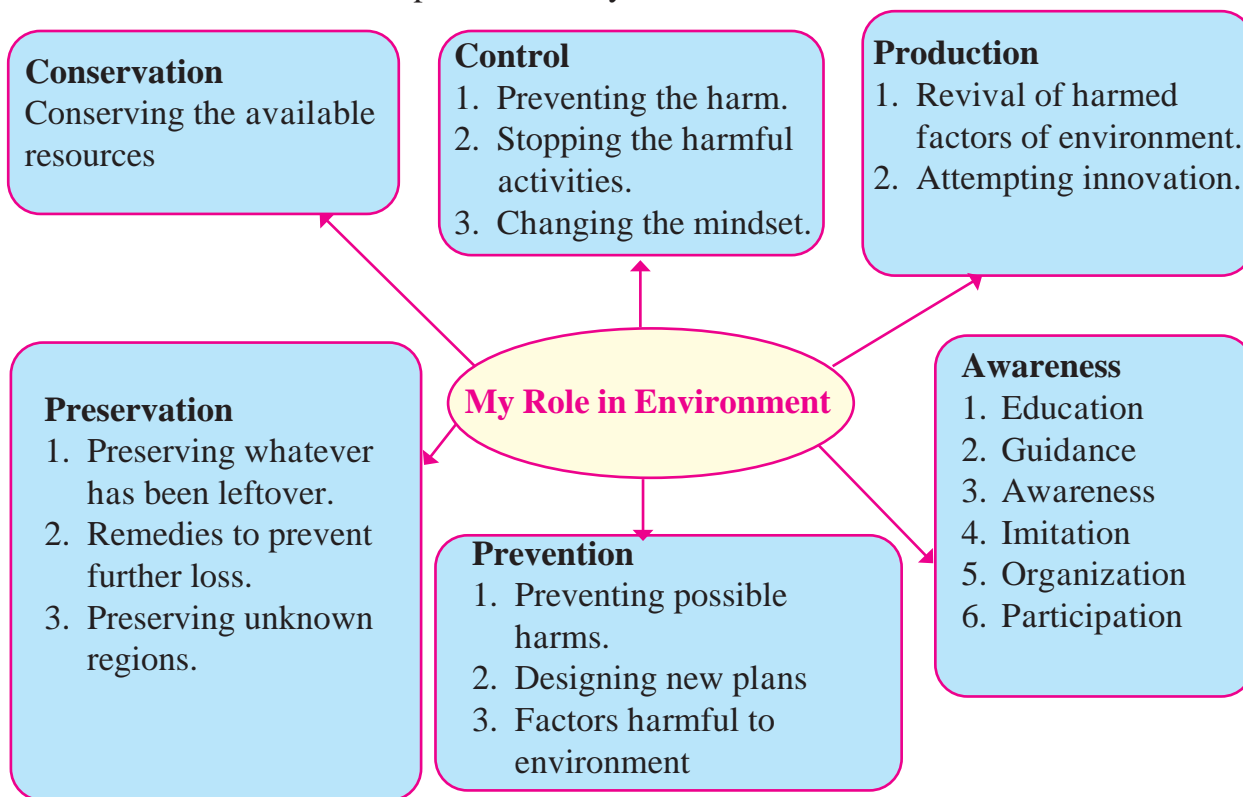 Conservation
Conserving the available
resources
Control
1. Preventing the harm.
2. Stopping the harmful
activities.
3. Changing the mindset.
Production
1. Revival of harmed
factors of environment.
2. Attempting innovation.
My Role in Environment
Preservation
1. Preserving whatever
has been leftover.
2. Remedies to prevent
further loss.
3. Preserving unknown
regions.
Prevention
1. Preventing possible
harms.
2. Designing new plans
3. Factors harmful to
environment
Awareness
1. Education
2. Guidance
3. Awareness
4. Imitation
5. Organization
6. Participation